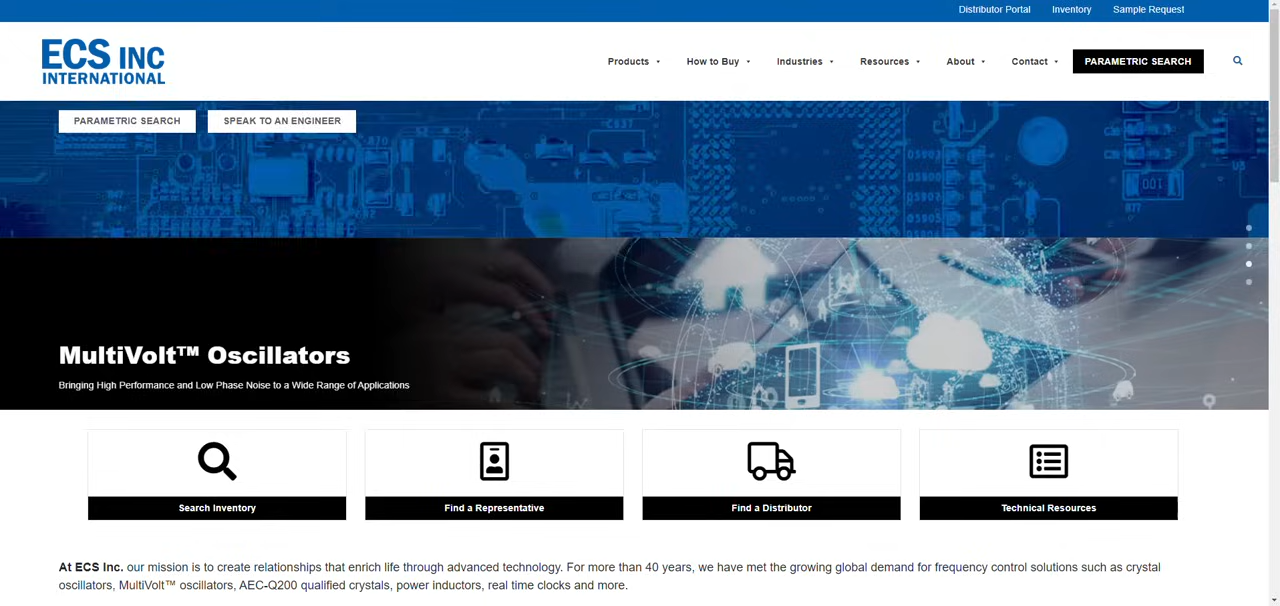 Distributor Portal Inventory Sample Request
ECS INC
INTERNATIONAL
Products How to Buy Industries Resources About Contact PARAMETRIC SEARCH
PARAMETRIC SEARCH SPEAK TO AN ENGINEER
C637
001
R77
U3
MultiVolt™ Oscillators
Bringing High Performance and Low Phase Noise to a Wide Range of Applications
Search Inventory Find a Representative Find a Distributor Technical Resources
At ECS Inc. our mission is to create relationships that enrich life through advanced technology. For more than 40 years, we have met the growing global demand for frequency control solutions such as crystal
oscillators, MultiVolt™ oscillators, AEC-Q200 qualified crystals, power inductors, real time clocks and more.